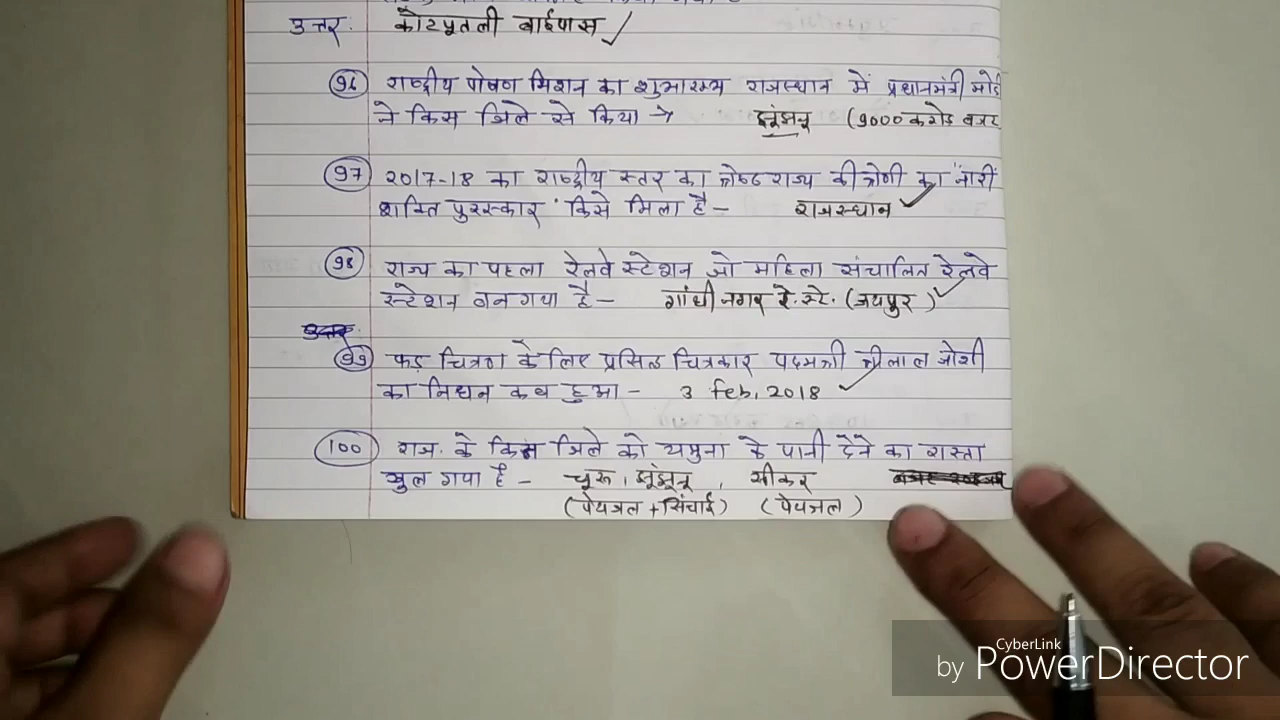 उत्तर. कोटपूतली बाईपास
96 राष्ट्रीय पोषण मिशन का शुभारम्भ राजस्थान में प्रधानमंत्री मोदी
ने किस जिले से किया → झूंझनू (9000 करोड़ बजट
97 2017-18 का राष्ट्रीय स्तर का श्रेष्ठ राज्य की श्रेणी का नारी
शक्ति पुरस्कार किसे मिला है - राजस्थान
98 राज्य का पहला रेलवे स्टेशन जो महिला संचालित रेलवे
स्टेशन बन गया है - गांधी नगर रे. स्टे. (जयपुर)
99 फड़ चित्रण के लिए प्रसिद्ध चित्रकार पदमश्री श्रीलाल जोशी
का निधन कब हुआ - 3 feb, 2018
100 राज. के किस जिले को यमुना के पानी देने का रास्ता
खुल गया है - चूरू, झूंझूनू, सीकर
(पेयजल + सिंचाई) (पेयजल)
CyberLink
by PowerDirector